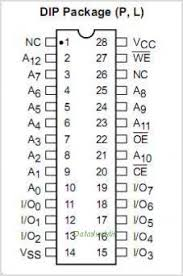 DIP Package (P, L)
NC 1 28 VCC
A12 2 27 WE
A7 3 26 NC
A6 4 25 A8
A5 5 24 A9
A4 6 23 A11
A3 7 22 OE
A2 8 21 A10
A1 9 20 CE
A0 10 19 I/O7
I/O0 11 18 I/O6
I/O1 12 17 I/O5
I/O2 13 16 I/O4
VSS 14 15 I/O3